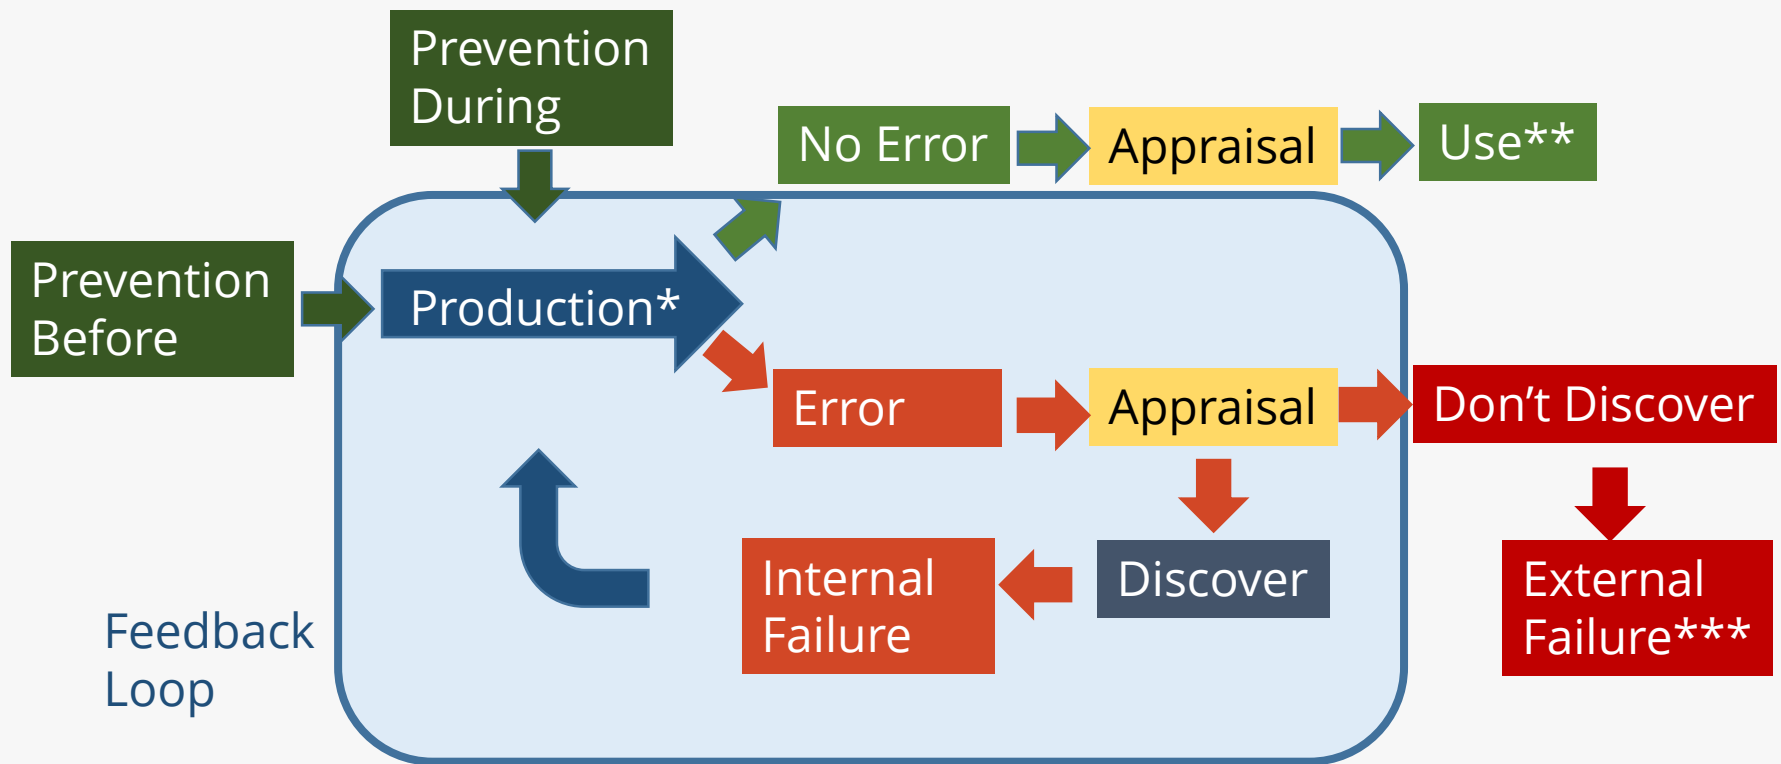 Prevention
During
No Error
Appraisal
Use**
Prevention
Before
Production*
Error
Appraisal
Don’t Discover
Internal
Failure
Discover
External
Failure***
Feedback
Loop